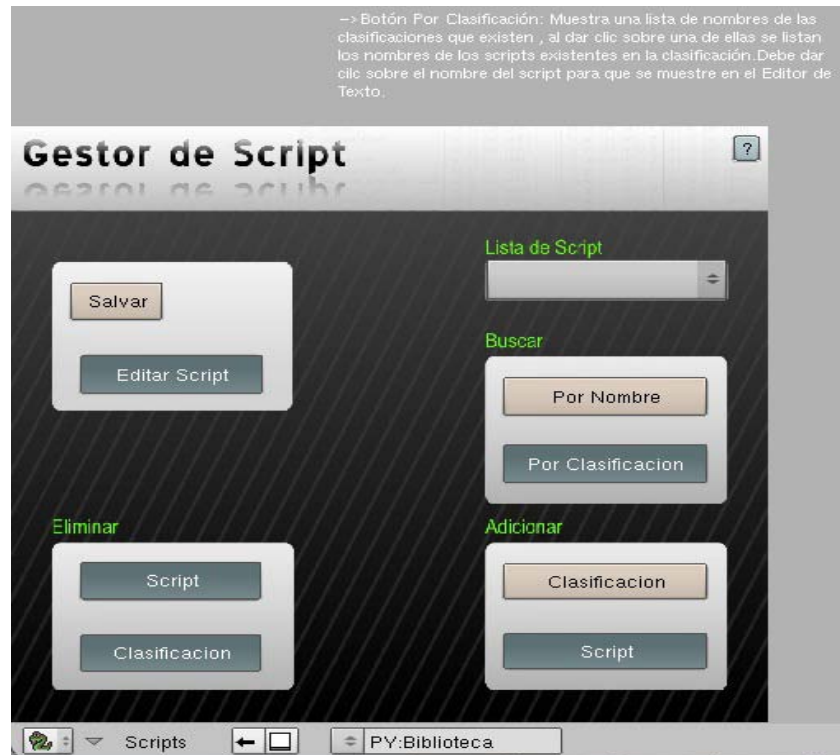 -->Botón Por Clasificación: Muestra una lista de nombres de las
clasificaciones que existen , al dar clic sobre una de ellas se listan
los nombres de los scripts existentes en la clasificación.Debe dar
cilc sobre el nombre del script para que se muestre en el Editor de
Texto.
Gestor de Script
?
Lista de Script
Salvar
Editar Script
Buscar
Por Nombre
Por Clasificacion
Eliminar
Script
Clasificacion
Adicionar
Clasificacion
Script
Scripts
PY:Biblioteca